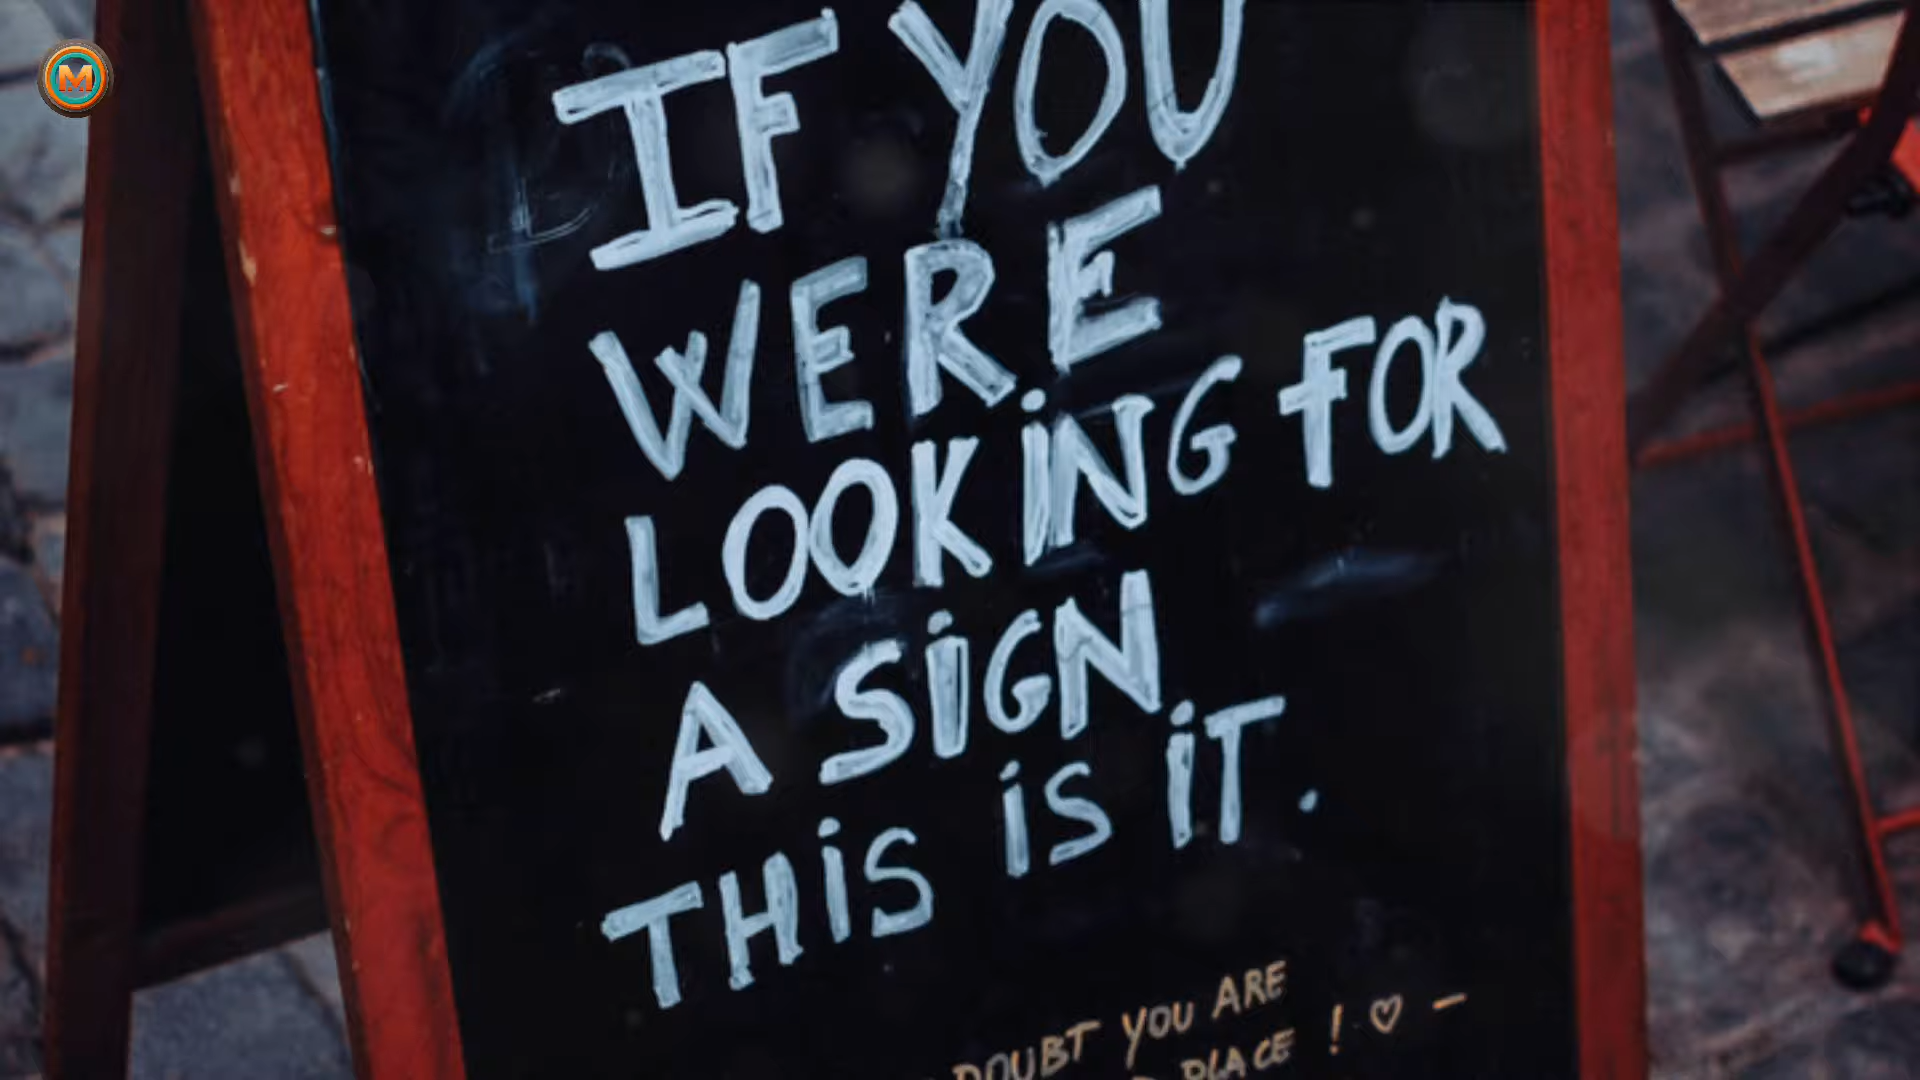 M
IF YOU
WERE
LOOKING FOR
A SIGN
THIS IS IT.
DOUBT YOU ARE
PLACE ! ♡ –